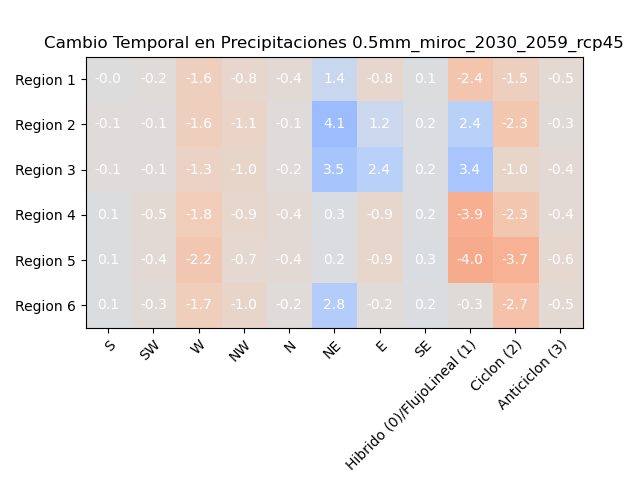 Cambio Temporal en Precipitaciones 0.5mm_miroc_2030_2059_rcp45
Region 1 -0.0 -0.2 -1.6 -0.8 -0.4 1.4 -0.8 0.1 -2.4 -1.5 -0.5
Region 2 -0.1 -0.1 -1.6 -1.1 -0.1 4.1 1.2 0.2 2.4 -2.3 -0.3
Region 3 -0.1 -0.1 -1.3 -1.0 -0.2 3.5 2.4 0.2 3.4 -1.0 -0.4
Region 4 0.1 -0.5 -1.8 -0.9 -0.4 0.3 -0.9 0.2 -3.9 -2.3 -0.4
Region 5 0.1 -0.4 -2.2 -0.7 -0.4 0.2 -0.9 0.3 -4.0 -3.7 -0.6
Region 6 0.1 -0.3 -1.7 -1.0 -0.2 2.8 -0.2 0.2 -0.3 -2.7 -0.5
S SW W NW N NE E SE Hibrido (0)/FlujoLineal (1) Ciclon (2) Anticiclon (3)